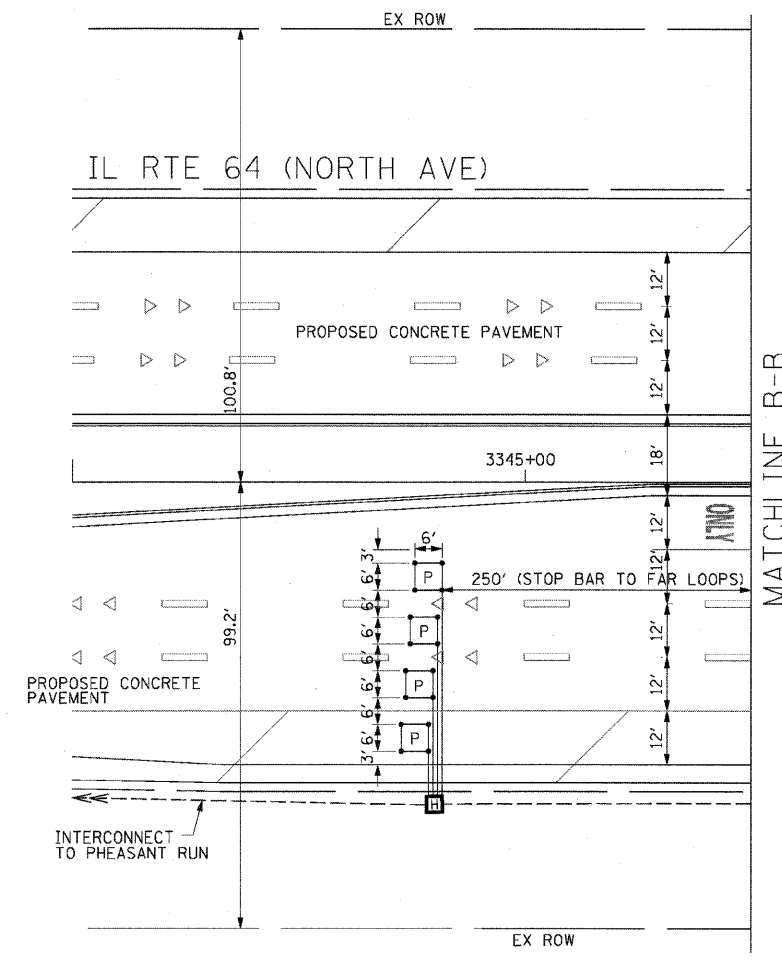 EX ROW
IL RTE 64 (NORTH AVE)
12'
12'
PROPOSED CONCRETE PAVEMENT
12'
100.8'
18'
3345+00
MATCHLINE B-B
12'
ONLY
6'
3'
12'
6'
P
250' (STOP BAR TO FAR LOOPS)
6'
6'
P
12'
99.2'
6'
6'
P
12'
PROPOSED CONCRETE
PAVEMENT
6'
6'
P
12'
3'
H
INTERCONNECT
TO PHEASANT RUN
EX ROW